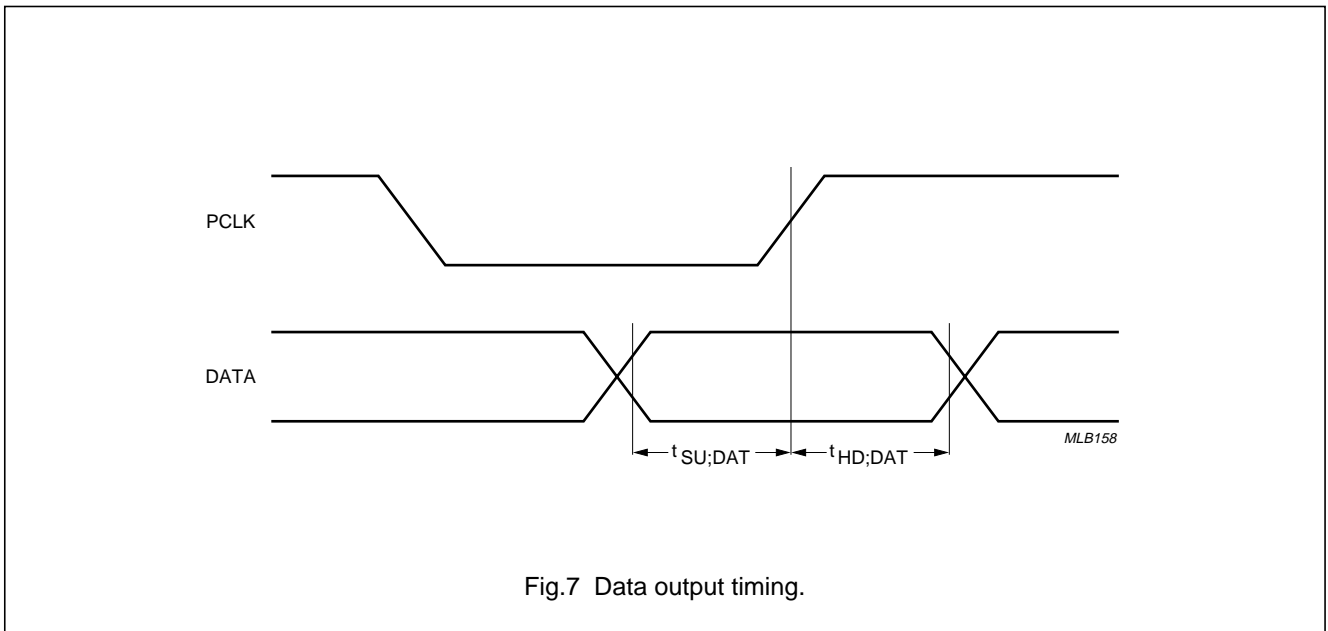 PCLK
DATA
MLB158
t SU;DAT
t HD;DAT
Fig.7 Data output timing.